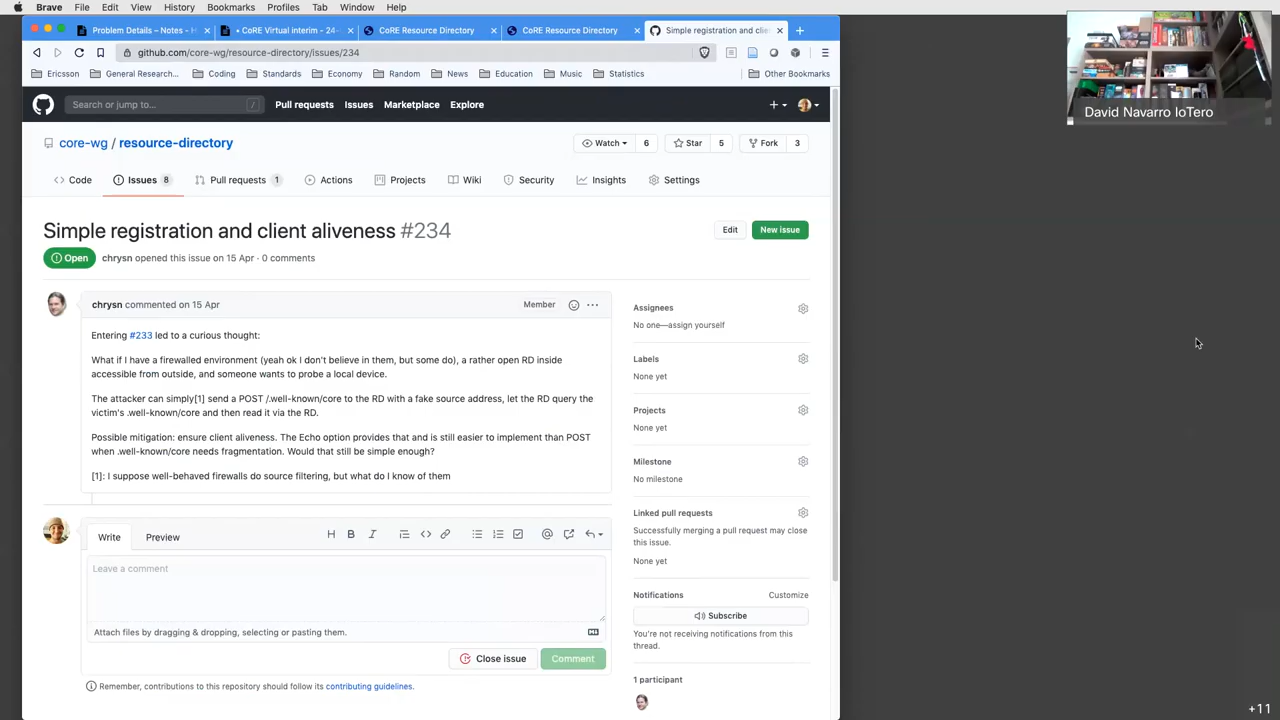 Brave File Edit View History Bookmarks Profiles Tab Window Help
Problem Details – Notes – H
• CoRE Virtual interim - 24-
CoRE Resource Directory
CoRE Resource Directory
Simple registration and clie
github.com/core-wg/resource-directory/issues/234
Ericsson General Research... Coding Standards Economy Random News Education Music Statistics Other Bookmarks
Search or jump to... /
Pull requests Issues Marketplace Explore
core-wg / resource-directory
Watch 6 Star 5 Fork 3
Code Issues 8 Pull requests 1 Actions Projects Wiki Security Insights Settings
Simple registration and client aliveness #234
Edit New issue
Open chrysn opened this issue on 15 Apr · 0 comments
chrysn commented on 15 Apr
Member
Entering #233 led to a curious thought:
What if I have a firewalled environment (yeah ok I don't believe in them, but some do), a rather open RD inside
accessible from outside, and someone wants to probe a local device.
The attacker can simply[1] send a POST /.well-known/core to the RD with a fake source address, let the RD query the
victim's .well-known/core and then read it via the RD.
Possible mitigation: ensure client aliveness. The Echo option provides that and is still easier to implement than POST
when .well-known/core needs fragmentation. Would that still be simple enough?
[1]: I suppose well-behaved firewalls do source filtering, but what do I know of them
Write Preview
Leave a comment
Attach files by dragging & dropping, selecting or pasting them.
Close issue Comment
Remember, contributions to this repository should follow its contributing guidelines.
Assignees
No one—assign yourself
Labels
None yet
Projects
None yet
Milestone
No milestone
Linked pull requests
Successfully merging a pull request may close
this issue.
None yet
Notifications Customize
Subscribe
You're not receiving notifications from this
thread.
1 participant
David Navarro IoTero
+11